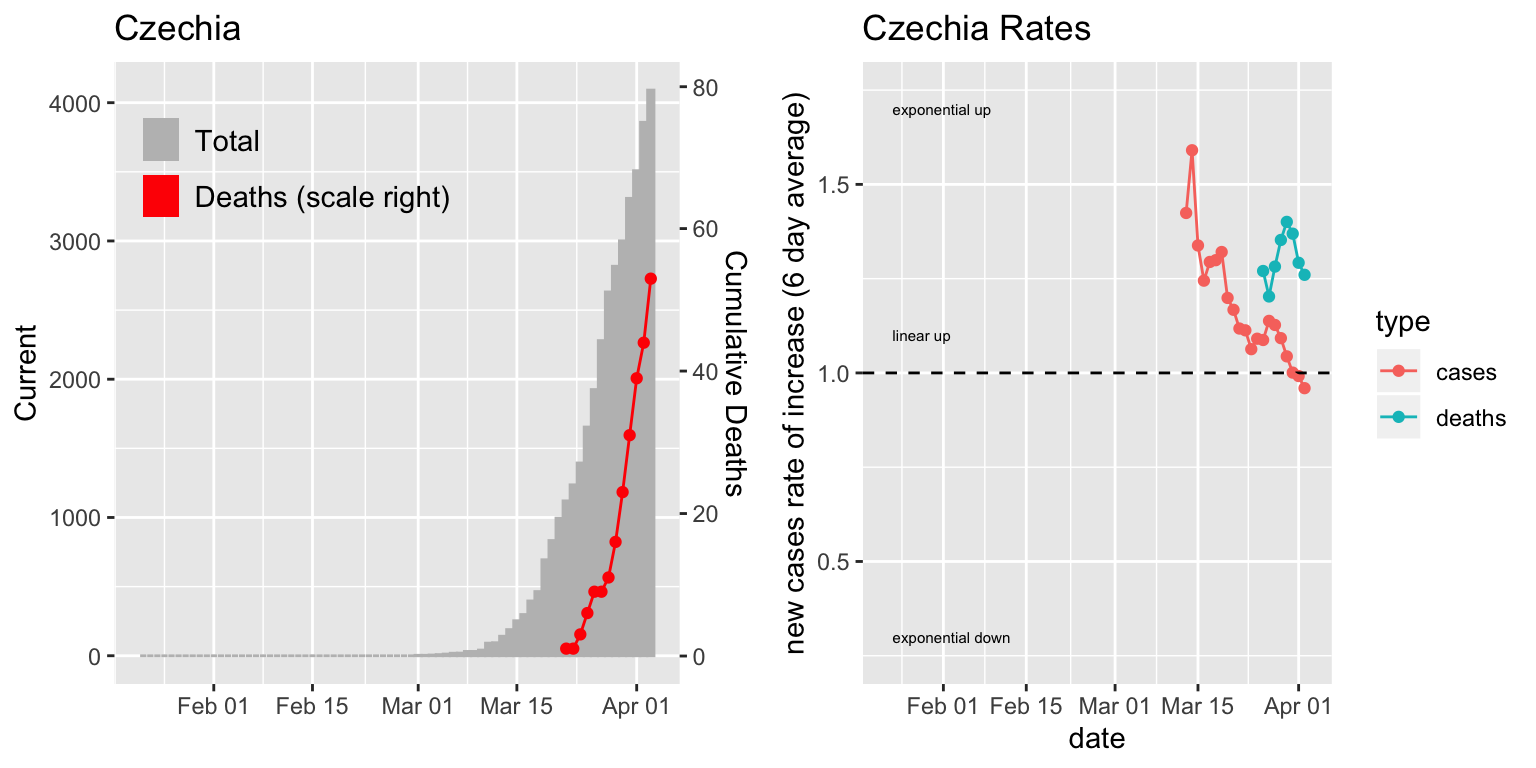 Czechia
Current
4000
3000
2000
1000
0
Total
Deaths (scale right)
80
60
40
20
0
Cumulative Deaths
Feb 01 Feb 15 Mar 01 Mar 15 Apr 01
Czechia Rates
new cases rate of increase (6 day average)
1.5
1.0
0.5
exponential up
linear up
exponential down
Feb 01 Feb 15 Mar 01 Mar 15 Apr 01
date
type
cases
deaths